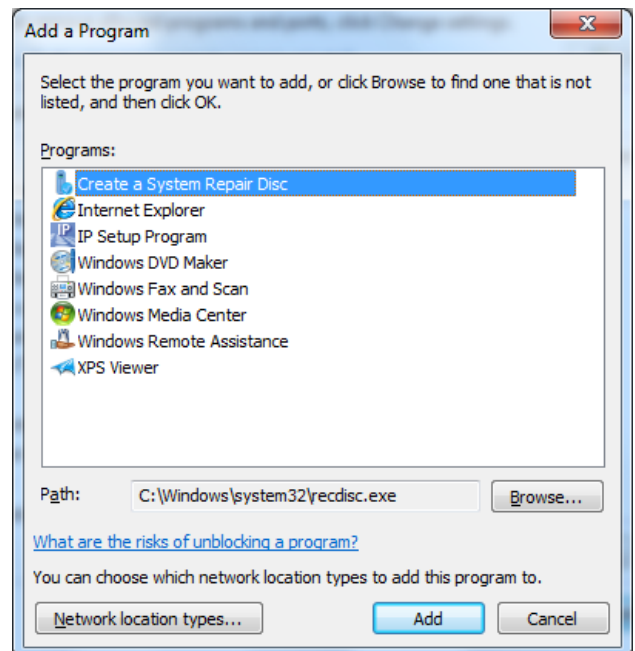 Add a Program
Select the program you want to add, or click Browse to find one that is not
listed, and then click OK.
Programs:
Create a System Repair Disc
Internet Explorer
IP IP Setup Program
Windows DVD Maker
Windows Fax and Scan
Windows Media Center
Windows Remote Assistance
XPS Viewer
Path: C:\Windows\system32\recdisc.exe Browse...
What are the risks of unblocking a program?
You can choose which network location types to add this program to.
Network location types... Add Cancel